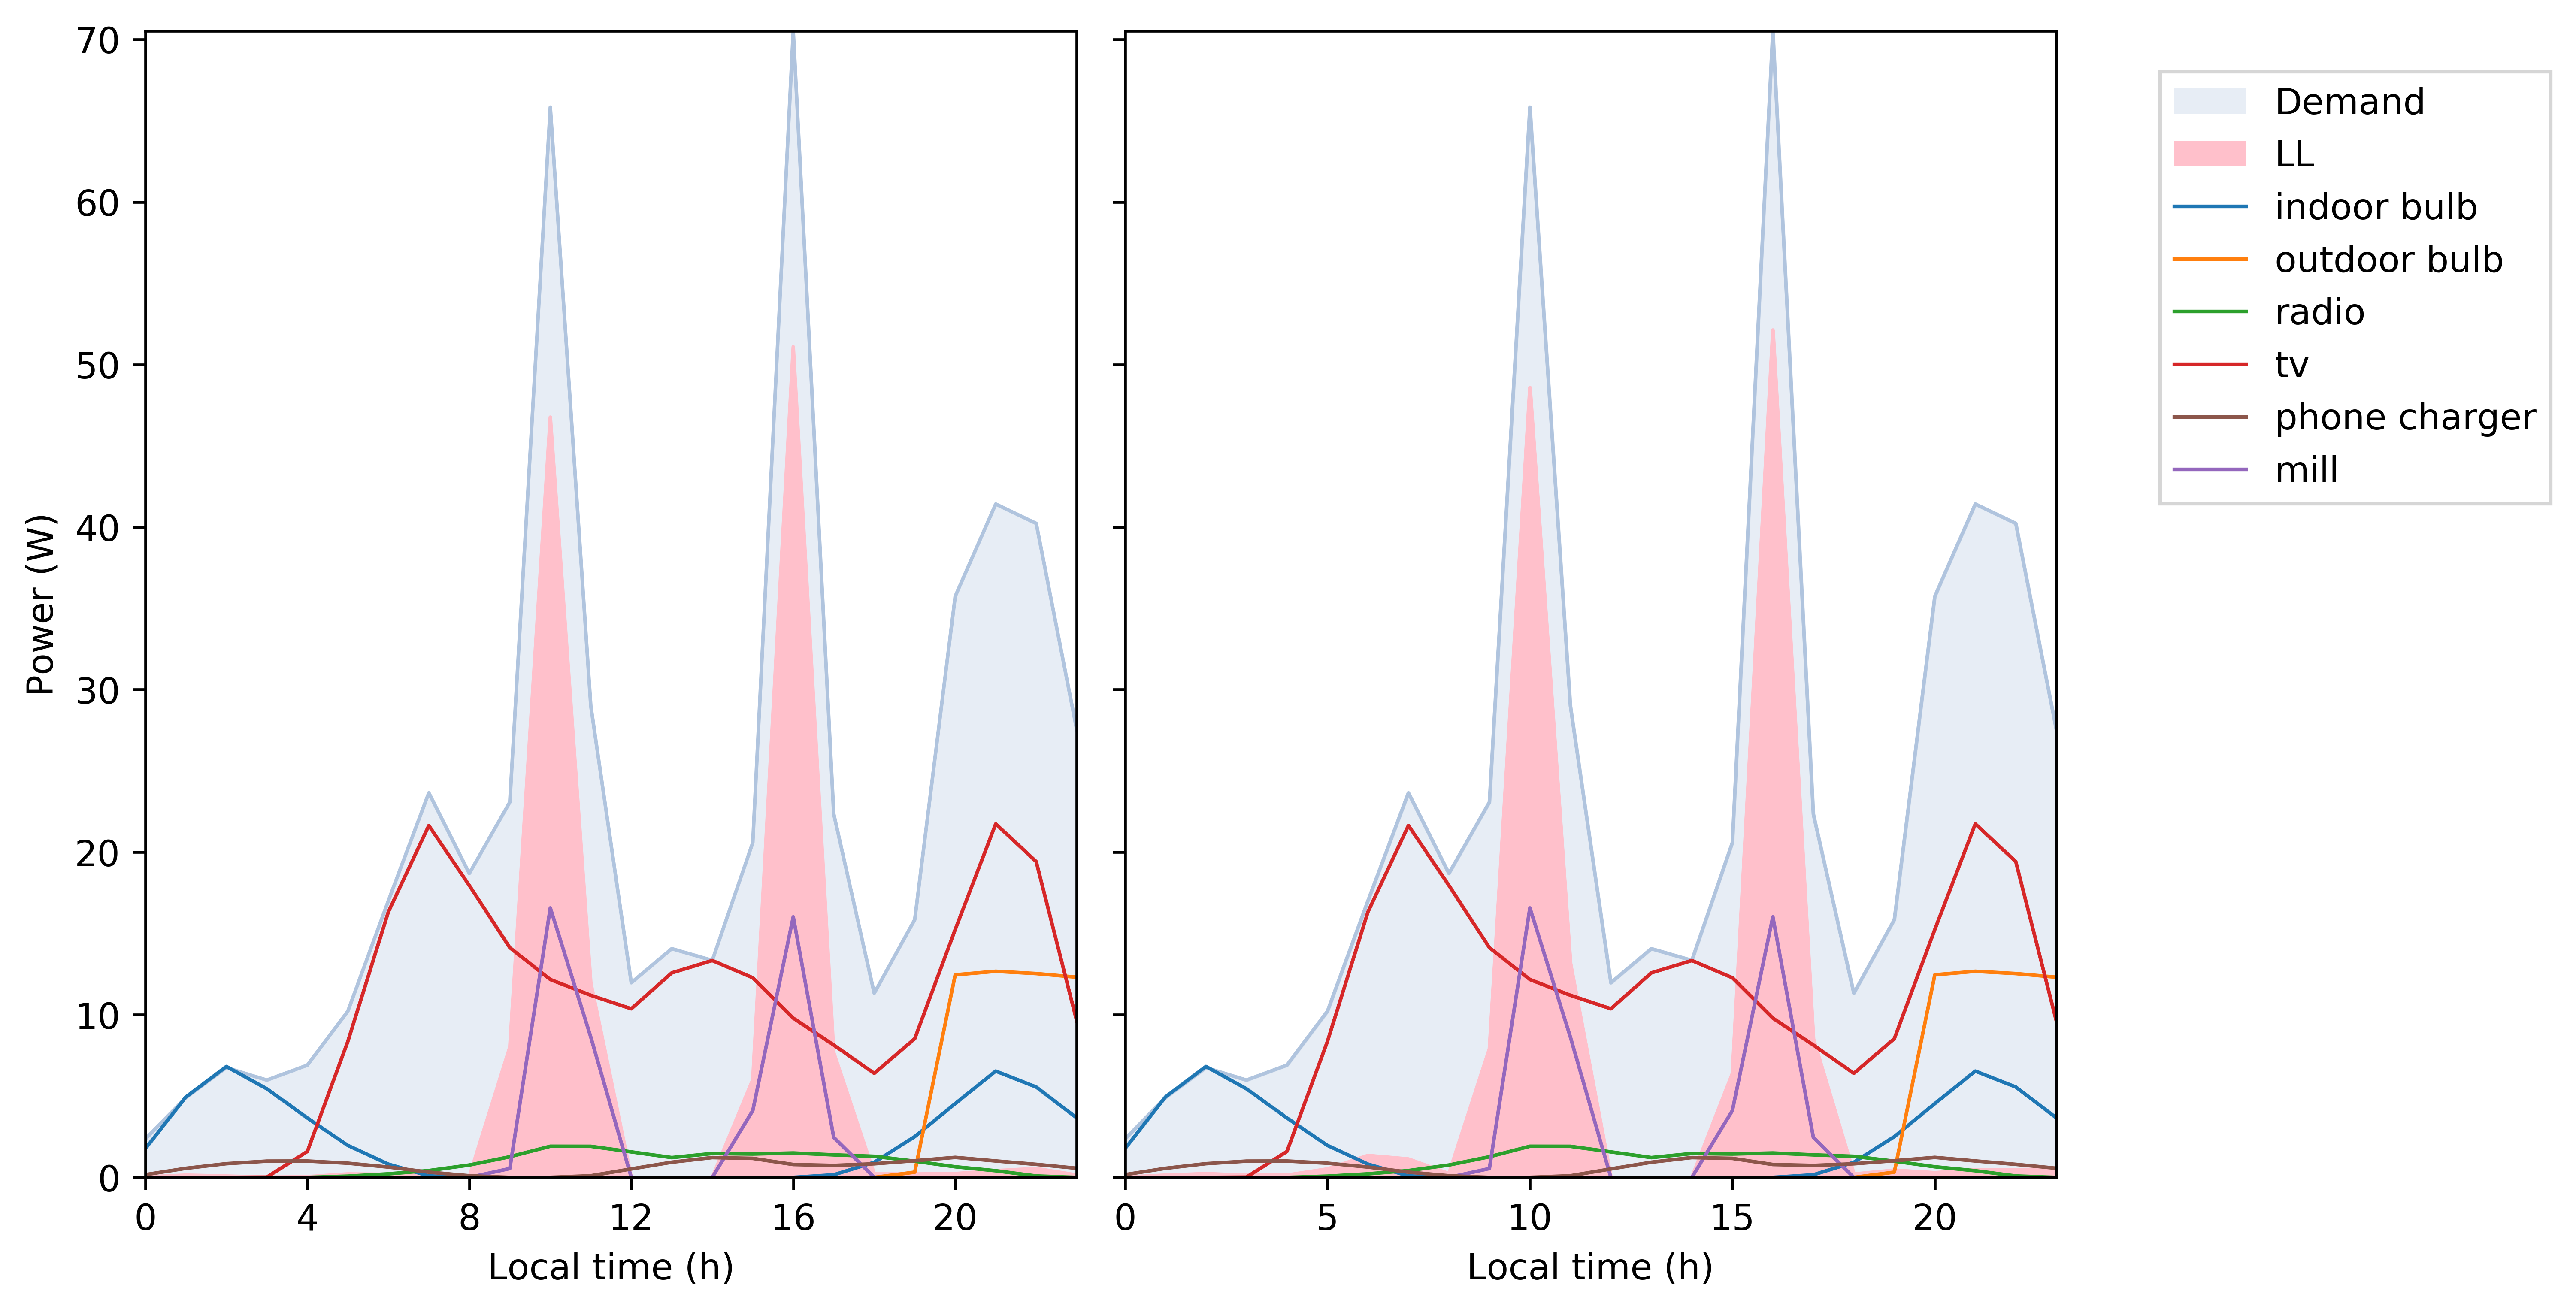 70
60
50
40
30
20
10
0
Power (W)
0 4 8 12 16 20
Local time (h)
0 5 10 15 20
Local time (h)
Demand
LL
indoor bulb
outdoor bulb
radio
tv
phone charger
mill